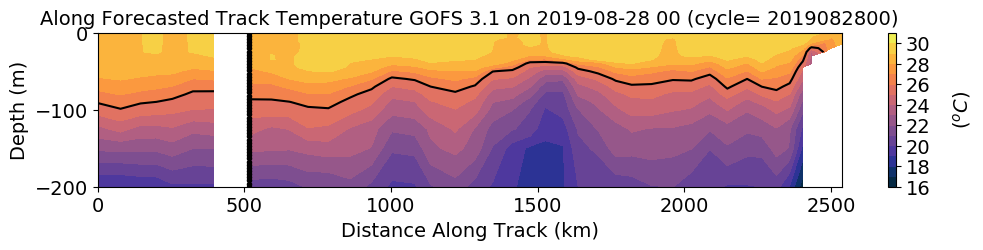 Along Forecasted Track Temperature GOFS 3.1 on 2019-08-28 00 (cycle= 2019082800)
0
−100
−200
Depth (m)
0 500 1000 1500 2000 2500
Distance Along Track (km)
30
28
26
24
22
20
18
16
(°C)